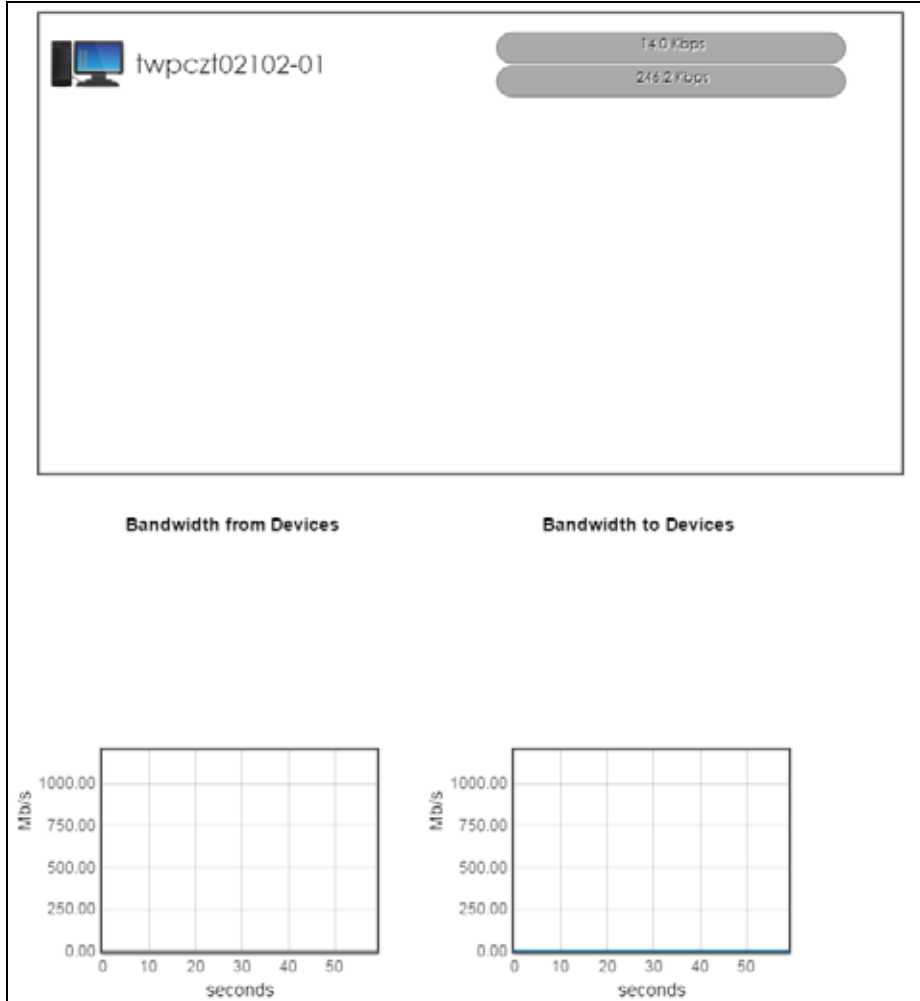 twpczt02102-01
14.0 Kbps
246.2 Kbps
Bandwidth from Devices
Bandwidth to Devices
Mb/s
1000.00
750.00
500.00
250.00
0.00
0 10 20 30 40 50
seconds
Mb/s
1000.00
750.00
500.00
250.00
0.00
0 10 20 30 40 50
seconds